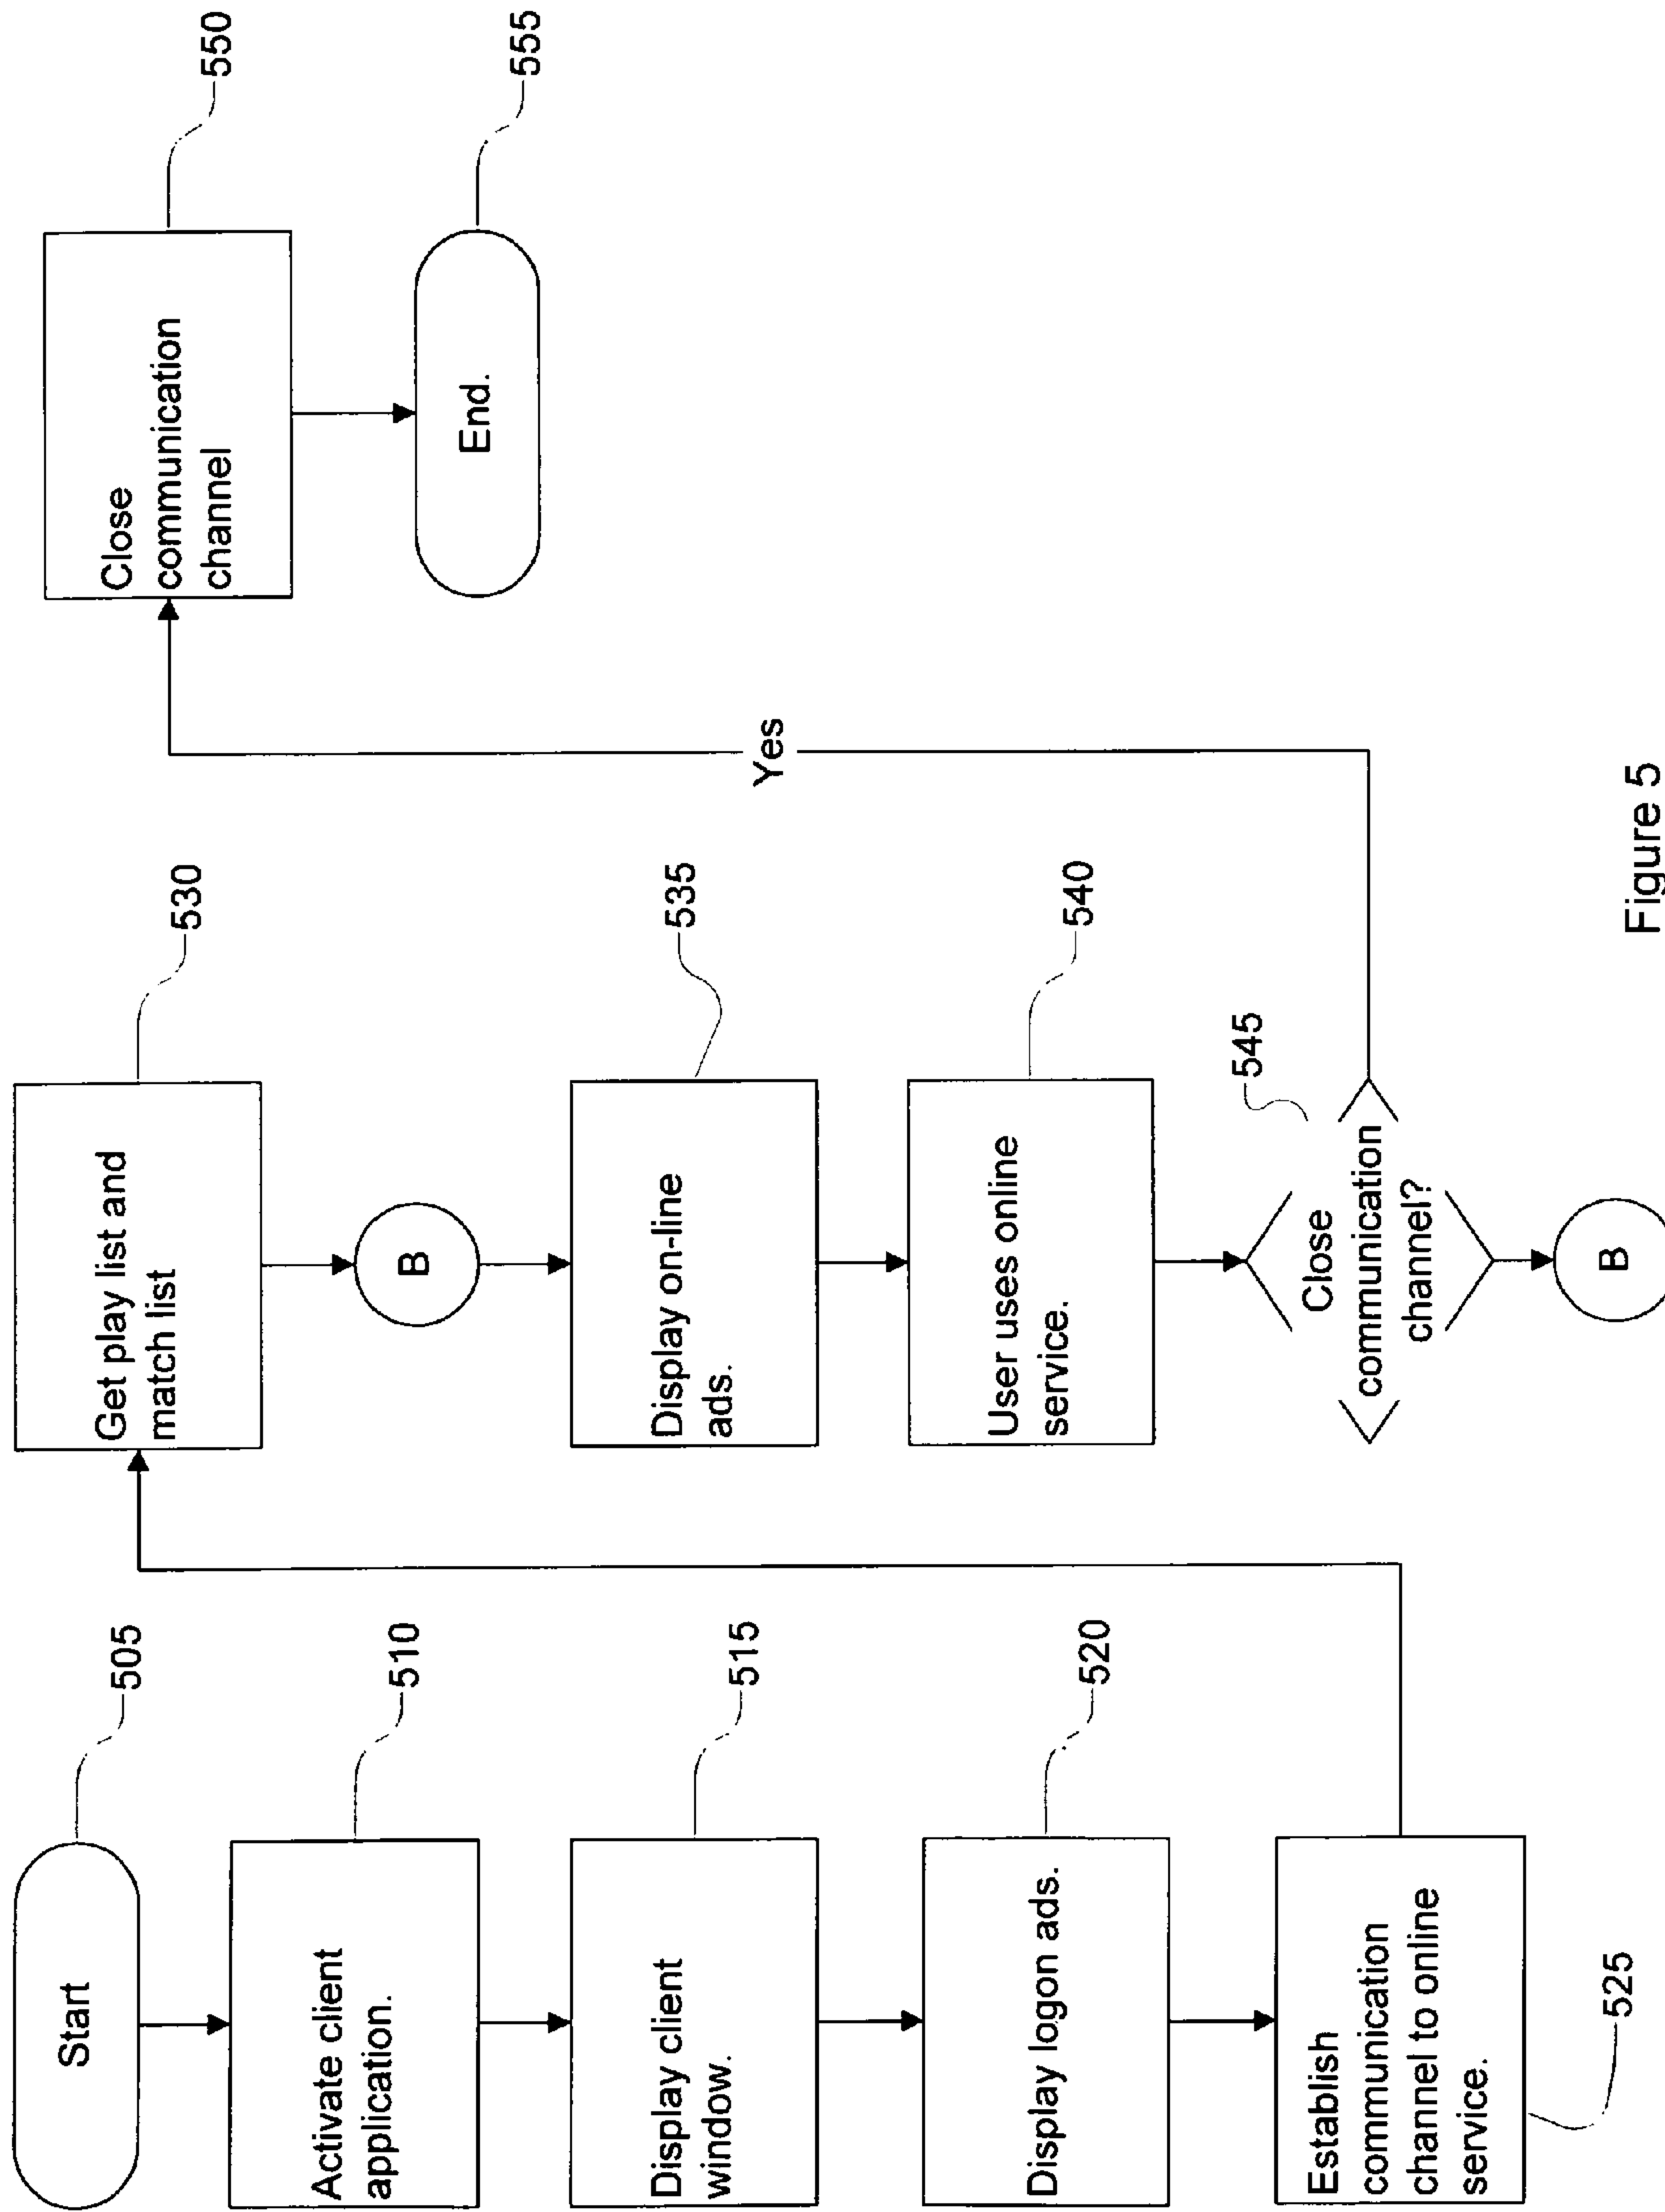 Start
505
Activate client
application.
510
Display client
window.
515
Display logon ads.
520
Establish
communication
channel to online
service.
525
Get play list and
match list
530
B
Display on-line
ads.
535
User uses online
service.
540
Close
communication
channel?
545
B
Yes
Close
communication
channel
550
End.
555
Figure 5